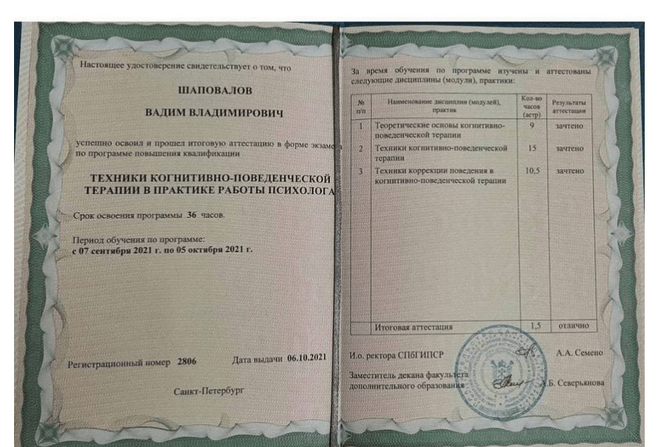 Настоящее удостоверение свидетельствует о том, что
ШАПОВАЛОВ
ВАДИМ ВЛАДИМИРОВИЧ
успешно освоил и прошел итоговую аттестацию в форме экзамена
по программе повышения квалификации
ТЕХНИКИ КОГНИТИВНО-ПОВЕДЕНЧЕСКОЙ
ТЕРАПИИ В ПРАКТИКЕ РАБОТЫ ПСИХОЛОГА
Срок освоения программы 36 часов.
Период обучения по программе:
с 07 сентября 2021 г. по 05 октября 2021 г.
Регистрационный номер 2806 Дата выдачи 06.10.2021
Санкт-Петербург
За время обучения по программе изучены и аттестованы
следующие дисциплины (модули), практики:
№ п/п Наименование дисциплин (модулей), практик Кол-во часов (астр) Результаты аттестации
1 Теоретические основы когнитивно- 9 зачтено
поведенческой терапии
2 Техники когнитивно-поведенческой 15 зачтено
терапии
3 Техники коррекции поведения в 10,5 зачтено
когнитивно-поведенческой терапии
Итоговая аттестация 1,5 отлично
И.о. ректора СПбГИПСР А.А. Семено
Заместитель декана факультета
дополнительного образования .Б. Северьянова